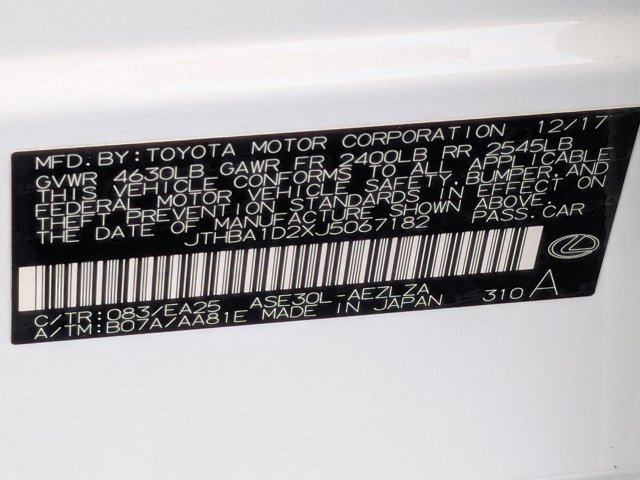 MFD. BY: TOYOTA MOTOR CORPORATION 12/17
GVWR 4630LB GAWR FR 2400LB RR 2545LB
THIS VEHICLE CONFORMS TO ALL APPLICABLE
FEDERAL MOTOR VEHICLE SAFETY, BUMPER, AND
THEFT PREVENTION STANDARDS IN EFFECT ON
THE DATE OF MANUFACTURE SHOWN ABOVE.
JTHBA1D2XJ5067182 PASS. CAR
C/TR: 083/EA25 ASE30L-AEZLZA 310 A
A/TM: B07A/AA81E MADE IN JAPAN